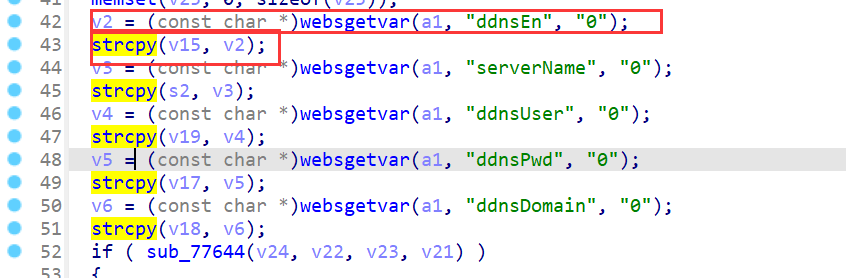 41 memset(v25, 0, sizeof(v25));
42 v2 = (const char *)websgetvar(a1, "ddnsEn", "0");
43 strcpy(v15, v2);
44 v3 = (const char *)websgetvar(a1, "serverName", "0");
45 strcpy(s2, v3);
46 v4 = (const char *)websgetvar(a1, "ddnsUser", "0");
47 strcpy(v19, v4);
48 v5 = (const char *)websgetvar(a1, "ddnsPwd", "0");
49 strcpy(v17, v5);
50 v6 = (const char *)websgetvar(a1, "ddnsDomain", "0");
51 strcpy(v18, v6);
52 if ( sub_77644(v24, v22, v23, v21) )
53 {